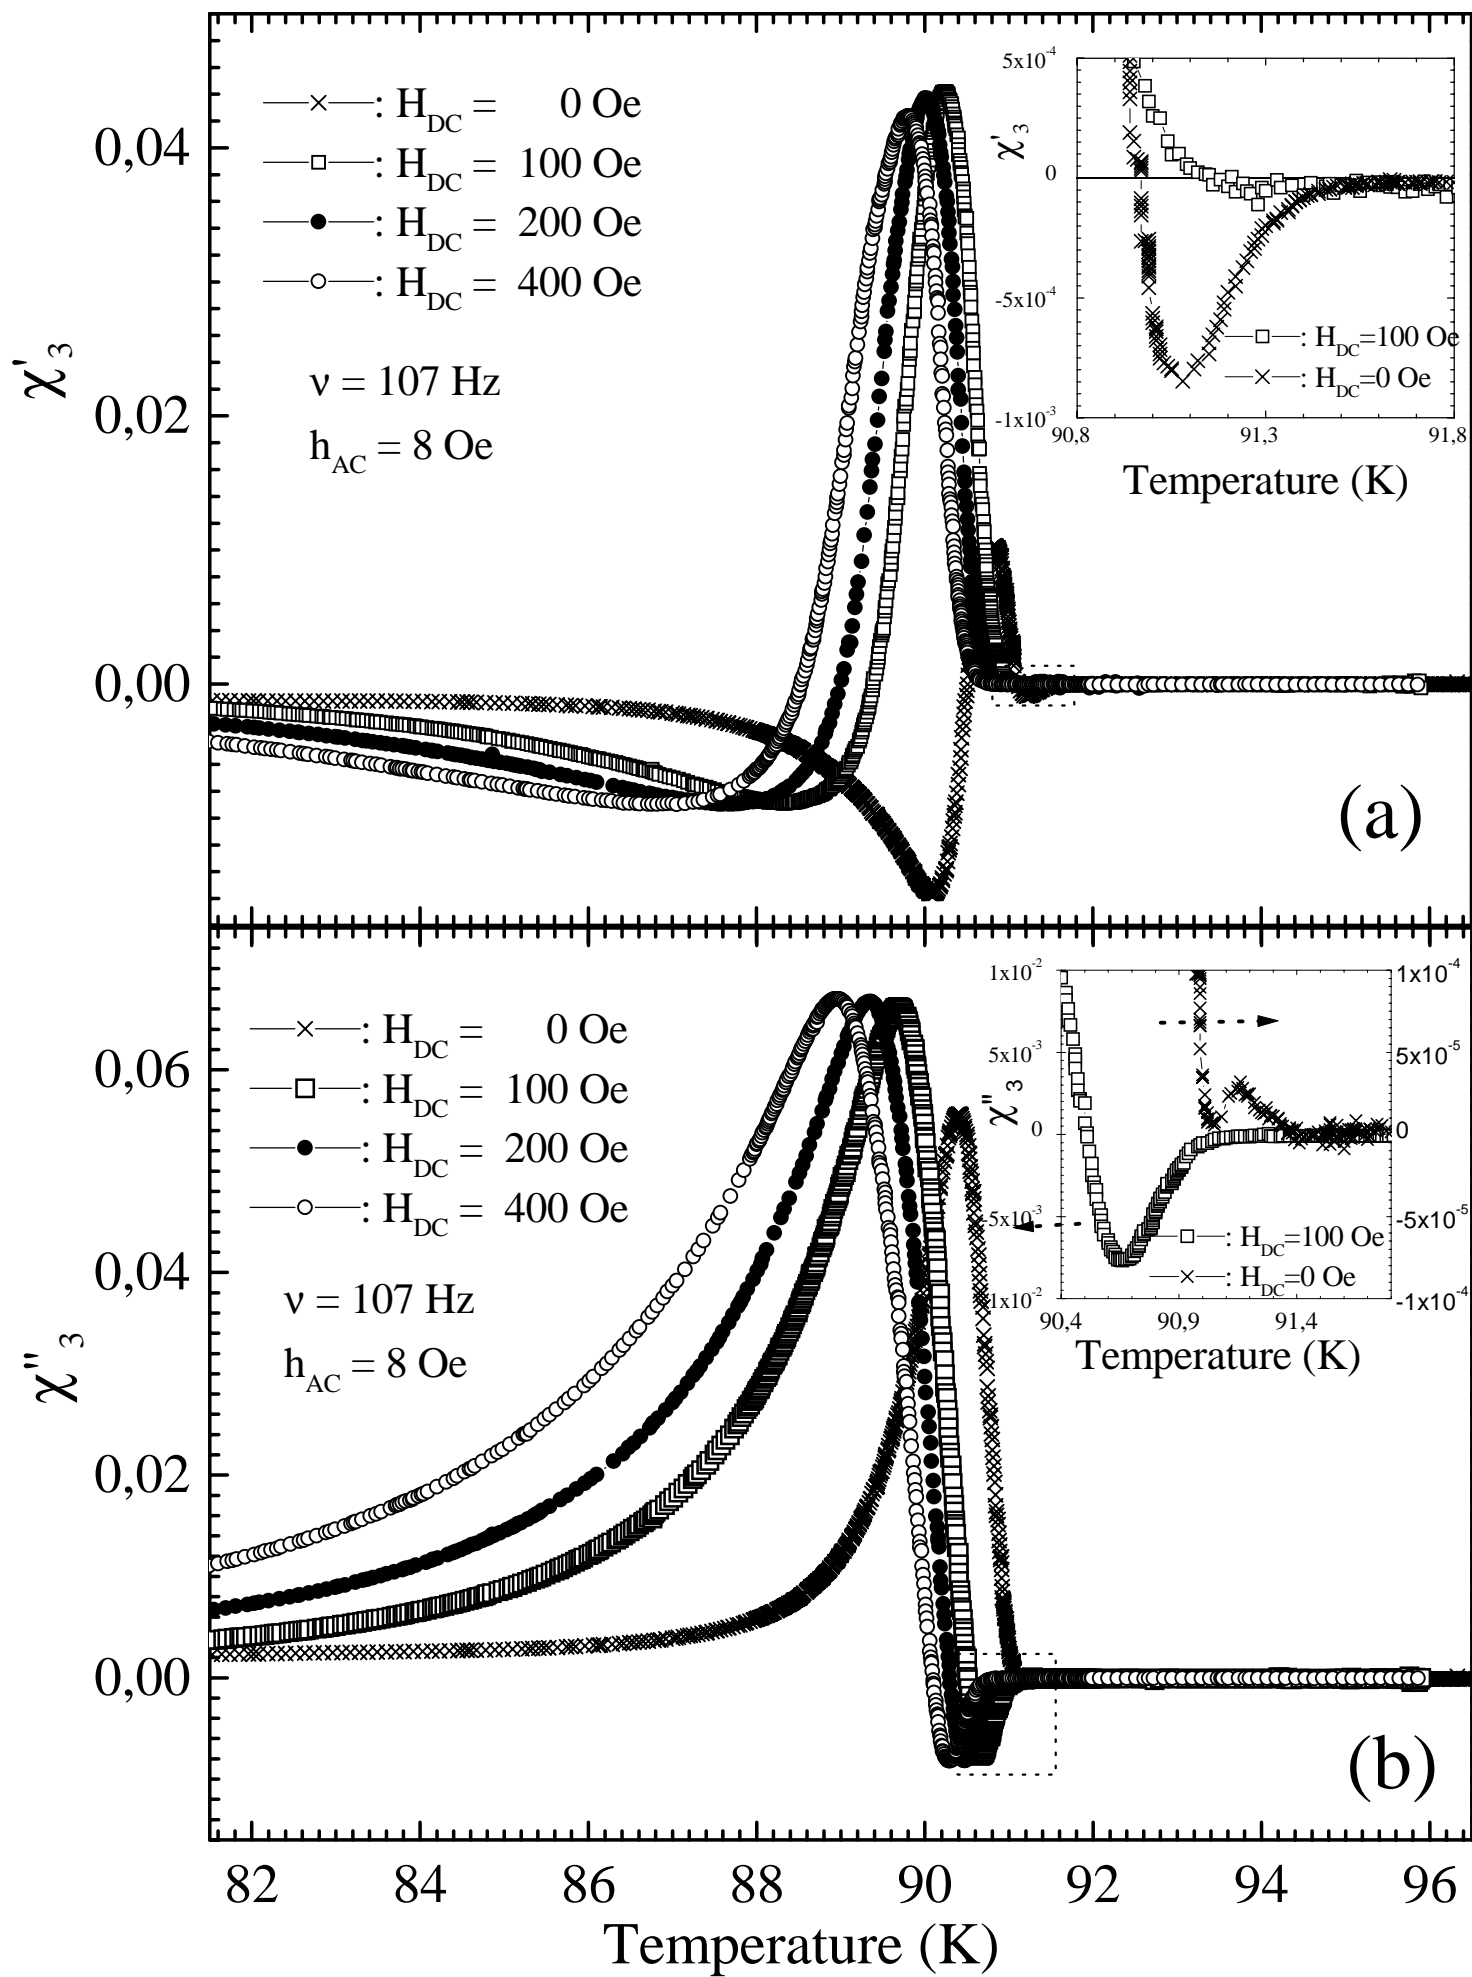 ×: H_DC = 0 Oe
□: H_DC = 100 Oe
●: H_DC = 200 Oe
○: H_DC = 400 Oe
ν = 107 Hz
h_AC = 8 Oe
0,04
0,02
0,00
χ'_3
5x10^-4
0
-5x10^-4
-1x10^-3
χ'_3
□: H_DC=100 Oe
×: H_DC=0 Oe
90,8 91,3 91,8
Temperature (K)
(a)
×: H_DC = 0 Oe
□: H_DC = 100 Oe
●: H_DC = 200 Oe
○: H_DC = 400 Oe
ν = 107 Hz
h_AC = 8 Oe
0,06
0,04
0,02
0,00
χ''_3
1x10^-2
5x10^-3
0
-5x10^-3
-1x10^-2
χ''_3
1x10^-4
5x10^-5
0
-5x10^-5
-1x10^-4
□: H_DC=100 Oe
×: H_DC=0 Oe
90,4 90,9 91,4
Temperature (K)
(b)
82 84 86 88 90 92 94 96
Temperature (K)